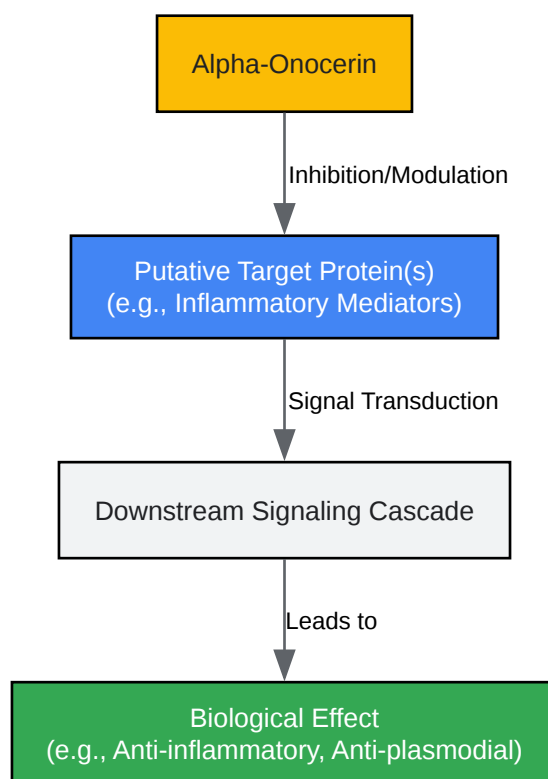 Alpha-Onocerin
Inhibition/Modulation
Putative Target Protein(s)
(e.g., Inflammatory Mediators)
Signal Transduction
Downstream Signaling Cascade
Leads to
Biological Effect
(e.g., Anti-inflammatory, Anti-plasmodial)